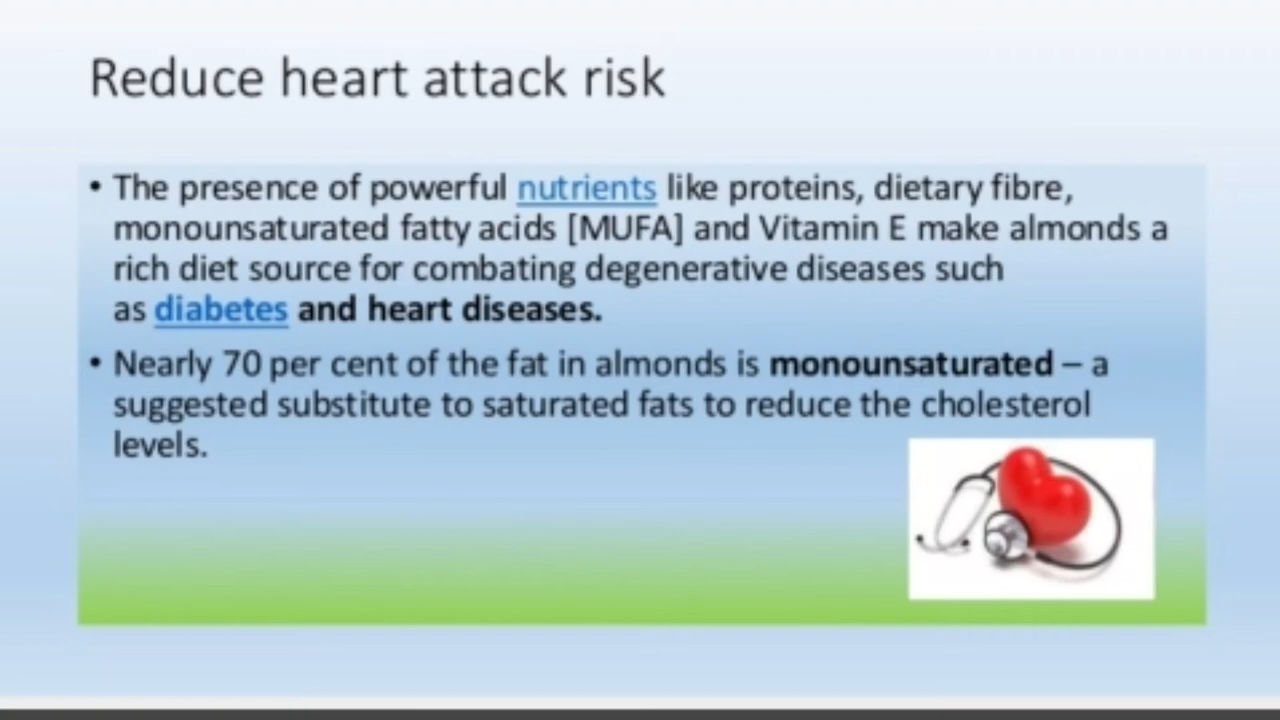 Reduce heart attack risk
• The presence of powerful nutrients like proteins, dietary fibre,
monounsaturated fatty acids [MUFA] and Vitamin E make almonds a
rich diet source for combating degenerative diseases such
as diabetes and heart diseases.
• Nearly 70 per cent of the fat in almonds is monounsaturated – a
suggested substitute to saturated fats to reduce the cholesterol
levels.